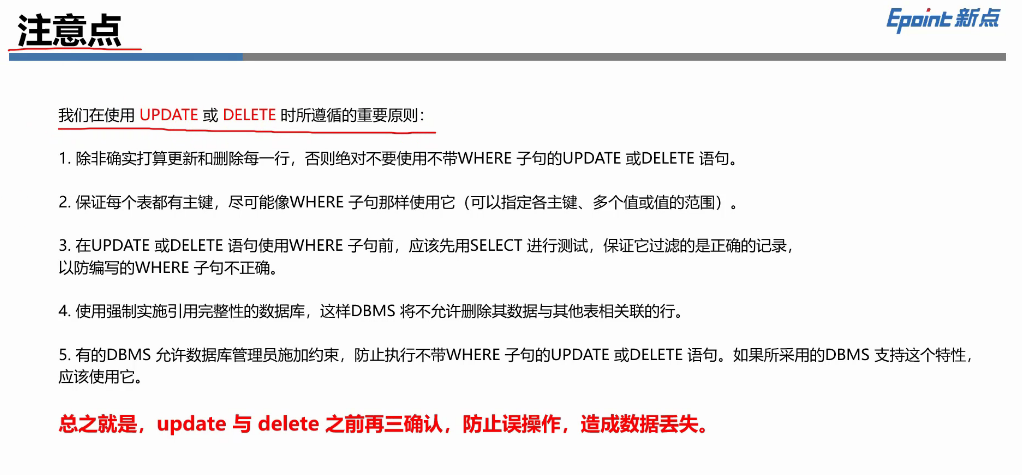 注意点
Epoint 新点
我们在使用 UPDATE 或 DELETE 时所遵循的重要原则：
1. 除非确实打算更新和删除每一行，否则绝对不要使用不带WHERE 子句的UPDATE 或DELETE 语句。
2. 保证每个表都有主键，尽可能像WHERE 子句那样使用它（可以指定各主键、多个值或值的范围）。
3. 在UPDATE 或DELETE 语句使用WHERE 子句前，应该先用SELECT 进行测试，保证它过滤的是正确的记录，
以防编写的WHERE 子句不正确。
4. 使用强制实施引用完整性的数据库，这样DBMS 将不允许删除其数据与其他表相关联的行。
5. 有的DBMS 允许数据库管理员施加约束，防止执行不带WHERE 子句的UPDATE 或DELETE 语句。如果所采用的DBMS 支持这个特性，
应该使用它。
总之就是，update 与 delete 之前再三确认，防止误操作，造成数据丢失。